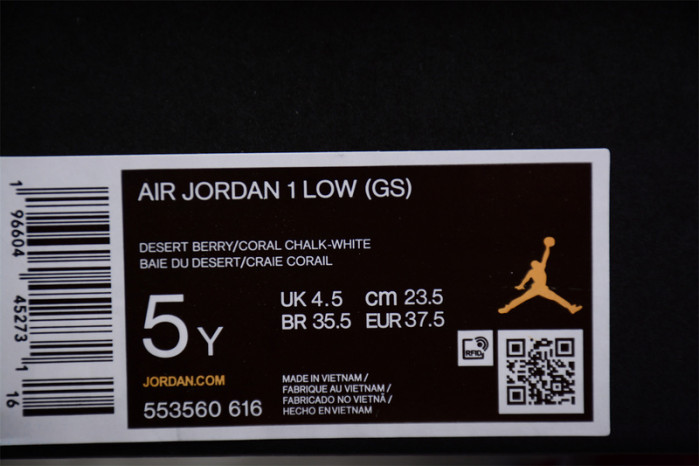 AIR JORDAN 1 LOW (GS)
DESERT BERRY/CORAL CHALK-WHITE
BAIE DU DESERT/CRAIE CORAIL
5 Y
UK 4.5 cm 23.5
BR 35.5 EUR 37.5
JORDAN.COM
553560 616
MADE IN VIETNAM /
FABRIQUE AU VIETNAM /
FABRICADO NO VIETNÃ /
HECHO EN VIETNAM
RFID
1 96604 45273 1 16